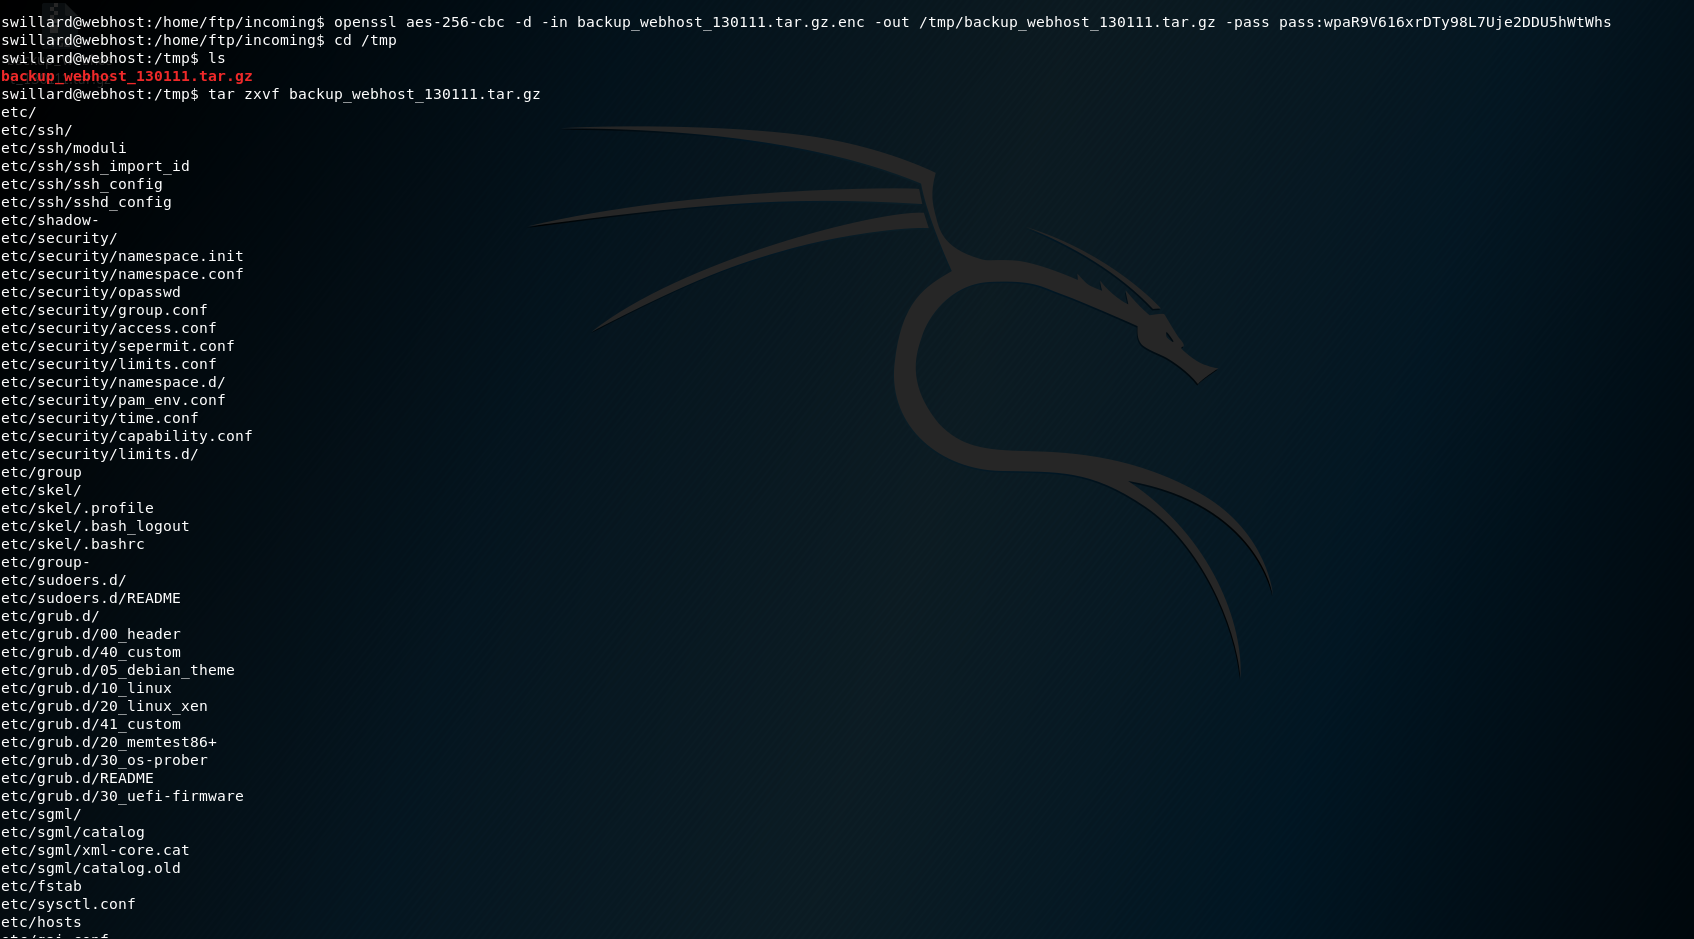 swillard@webhost:/home/ftp/incoming$ openssl aes-256-cbc -d -in backup_webhost_130111.tar.gz.enc -out /tmp/backup_webhost_130111.tar.gz -pass pass:wpaR9V616xrDTy98L7Uje2DDU5hWtWhs
swillard@webhost:/home/ftp/incoming$ cd /tmp
swillard@webhost:/tmp$ ls
backup_webhost_130111.tar.gz
swillard@webhost:/tmp$ tar zxvf backup_webhost_130111.tar.gz
etc/
etc/ssh/
etc/ssh/moduli
etc/ssh/ssh_import_id
etc/ssh/ssh_config
etc/ssh/sshd_config
etc/shadow-
etc/security/
etc/security/namespace.init
etc/security/namespace.conf
etc/security/opasswd
etc/security/group.conf
etc/security/access.conf
etc/security/sepermit.conf
etc/security/limits.conf
etc/security/namespace.d/
etc/security/pam_env.conf
etc/security/time.conf
etc/security/capability.conf
etc/security/limits.d/
etc/group
etc/skel/
etc/skel/.profile
etc/skel/.bash_logout
etc/skel/.bashrc
etc/group-
etc/sudoers.d/
etc/sudoers.d/README
etc/grub.d/
etc/grub.d/00_header
etc/grub.d/40_custom
etc/grub.d/05_debian_theme
etc/grub.d/10_linux
etc/grub.d/20_linux_xen
etc/grub.d/41_custom
etc/grub.d/20_memtest86+
etc/grub.d/30_os-prober
etc/grub.d/README
etc/grub.d/30_uefi-firmware
etc/sgml/
etc/sgml/catalog
etc/sgml/xml-core.cat
etc/sgml/catalog.old
etc/fstab
etc/sysctl.conf
etc/hosts